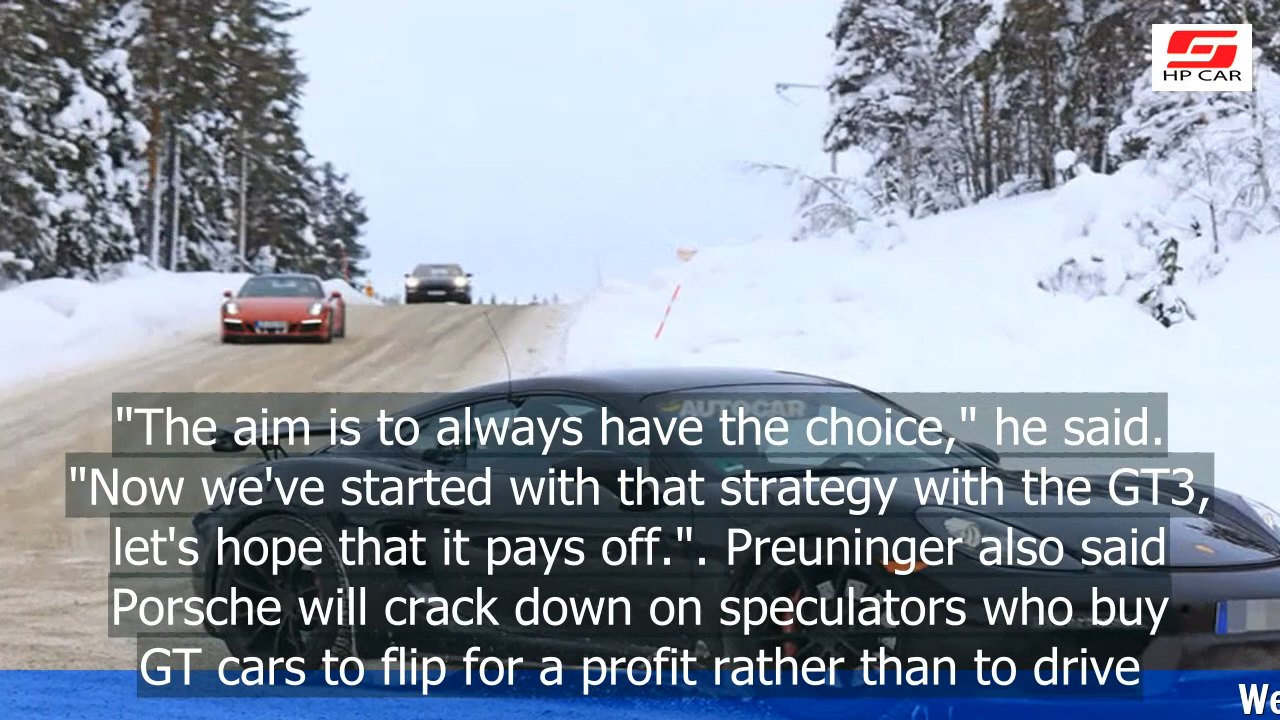 HP CAR
AUTOCAR
"The aim is to always have the choice," he said.
"Now we've started with that strategy with the GT3,
let's hope that it pays off.". Preuninger also said
Porsche will crack down on speculators who buy
GT cars to flip for a profit rather than to drive
We